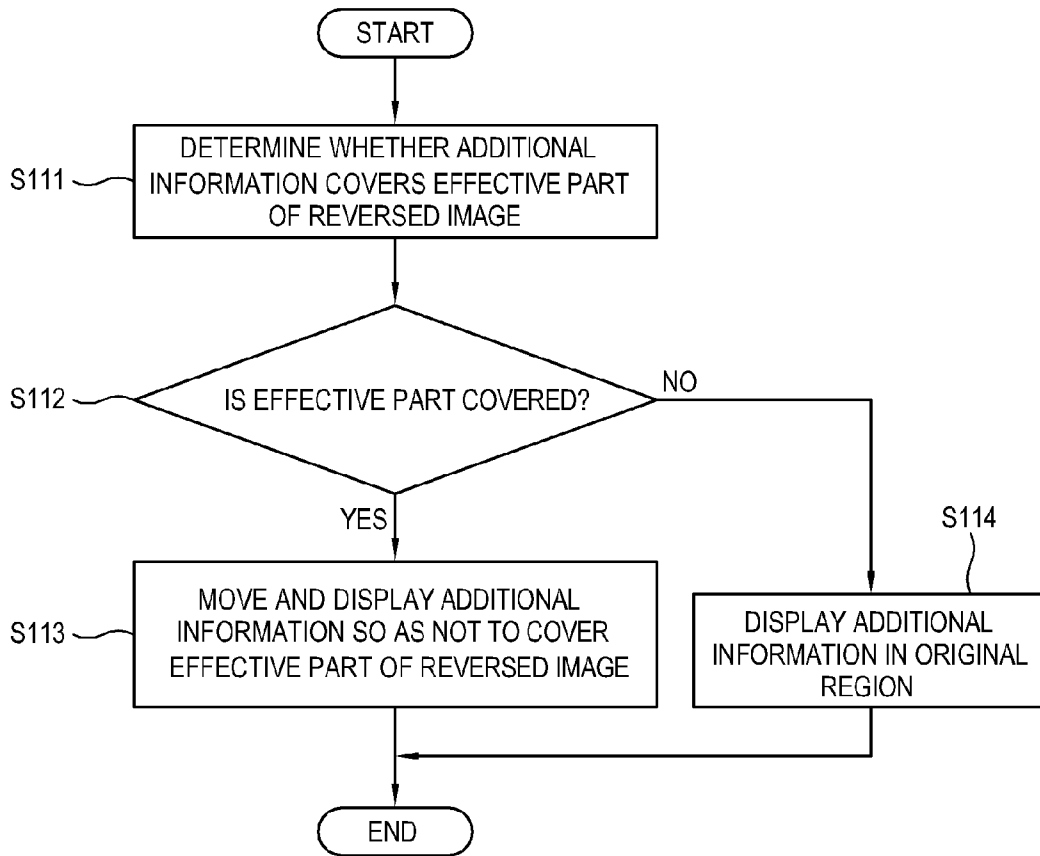 START
S111
DETERMINE WHETHER ADDITIONAL
INFORMATION COVERS EFFECTIVE PART
OF REVERSED IMAGE
S112
IS EFFECTIVE PART COVERED?
NO
YES
S113
MOVE AND DISPLAY ADDITIONAL
INFORMATION SO AS NOT TO COVER
EFFECTIVE PART OF REVERSED IMAGE
S114
DISPLAY ADDITIONAL
INFORMATION IN ORIGINAL
REGION
END